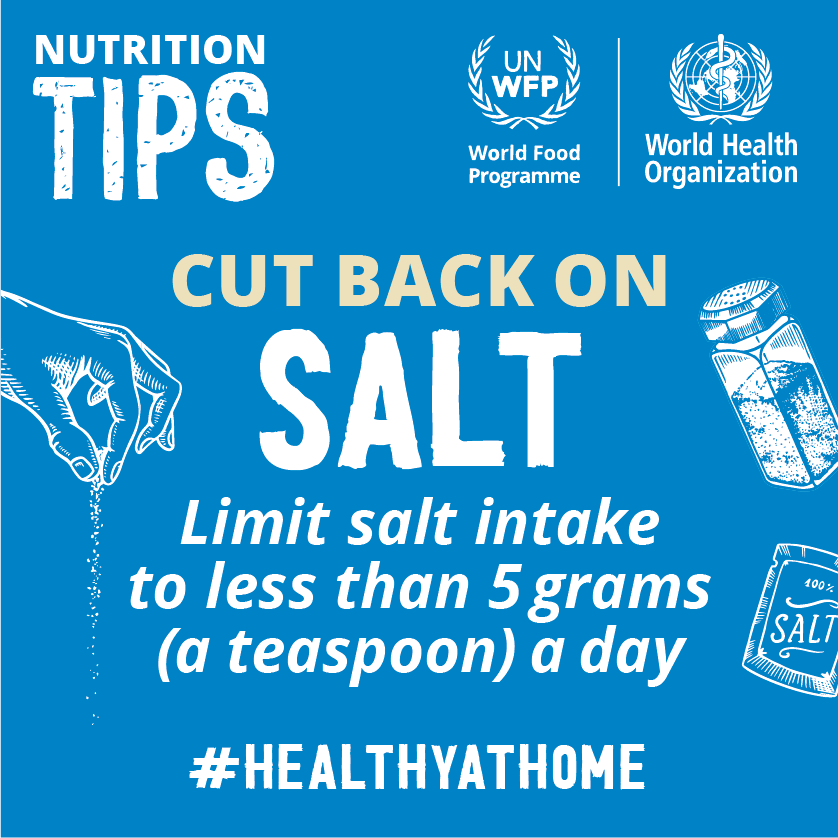 NUTRITION
TIPS
UN
WFP
World Food
Programme
World Health
Organization
CUT BACK ON
SALT
Limit salt intake
to less than 5 grams
(a teaspoon) a day
100%
SALT
#HEALTHYATHOME